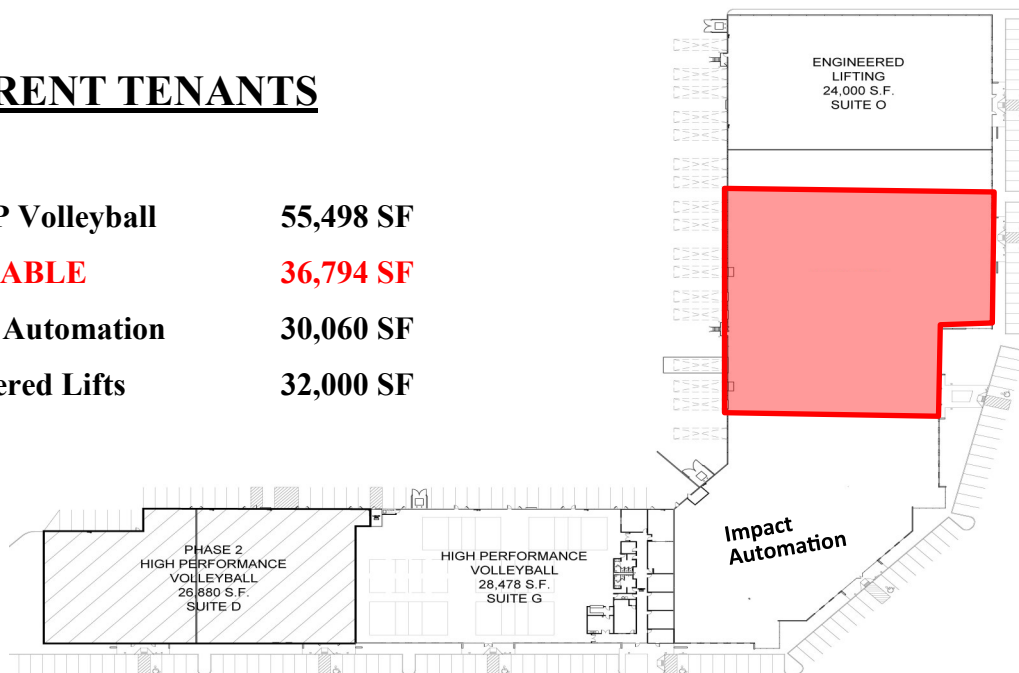 RENT TENANTS
P Volleyball 55,498 SF
ABLE 36,794 SF
Automation 30,060 SF
ered Lifts 32,000 SF
ENGINEERED
LIFTING
24,000 S.F.
SUITE O
Impact
Automation
PHASE 2
HIGH PERFORMANCE
VOLLEYBALL
26,880 S.F.
SUITE D
HIGH PERFORMANCE
VOLLEYBALL
28,478 S.F.
SUITE G